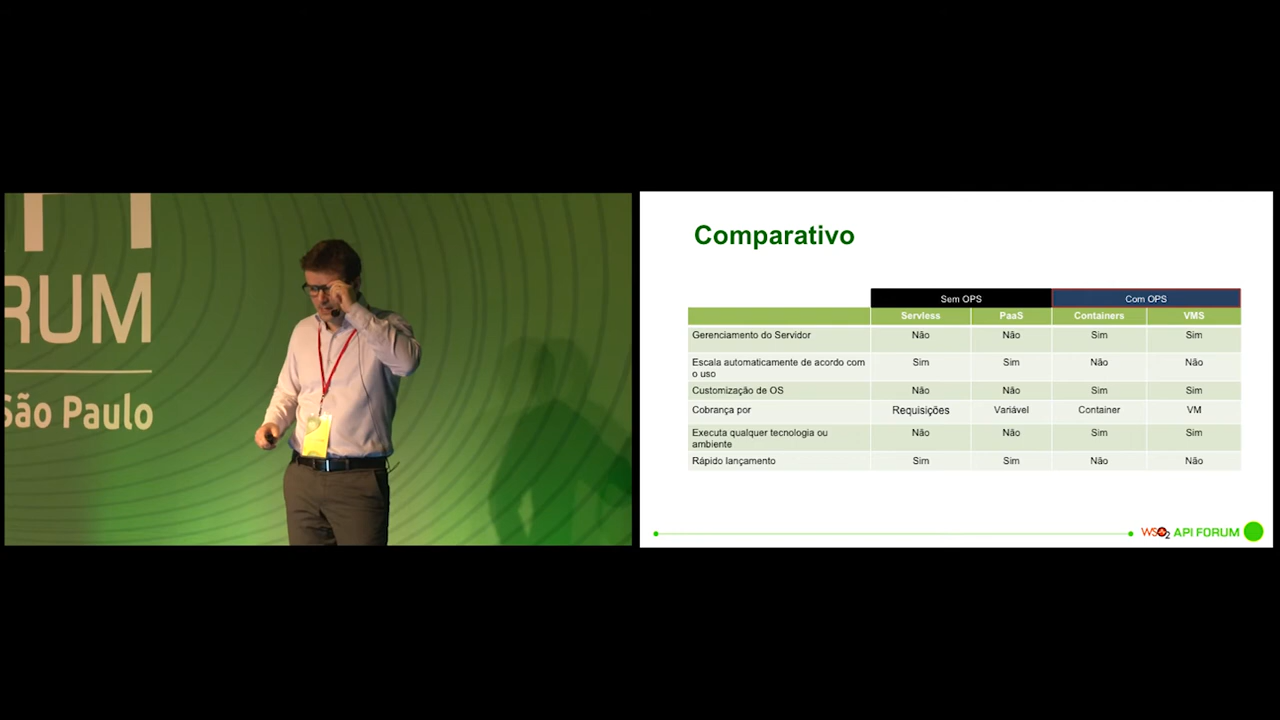 RUM
São Paulo
Comparativo
Sem OPS Com OPS
Servless PaaS Containers VMS
Gerenciamento do Servidor Não Não Sim Sim
Escala automaticamente de acordo com
o uso Sim Sim Não Não
Customização de OS Não Não Sim Sim
Cobrança por Requisições Variável Container VM
Executa qualquer tecnologia ou
ambiente Não Não Sim Sim
Rápido lançamento Sim Sim Não Não
WSO2 API FORUM